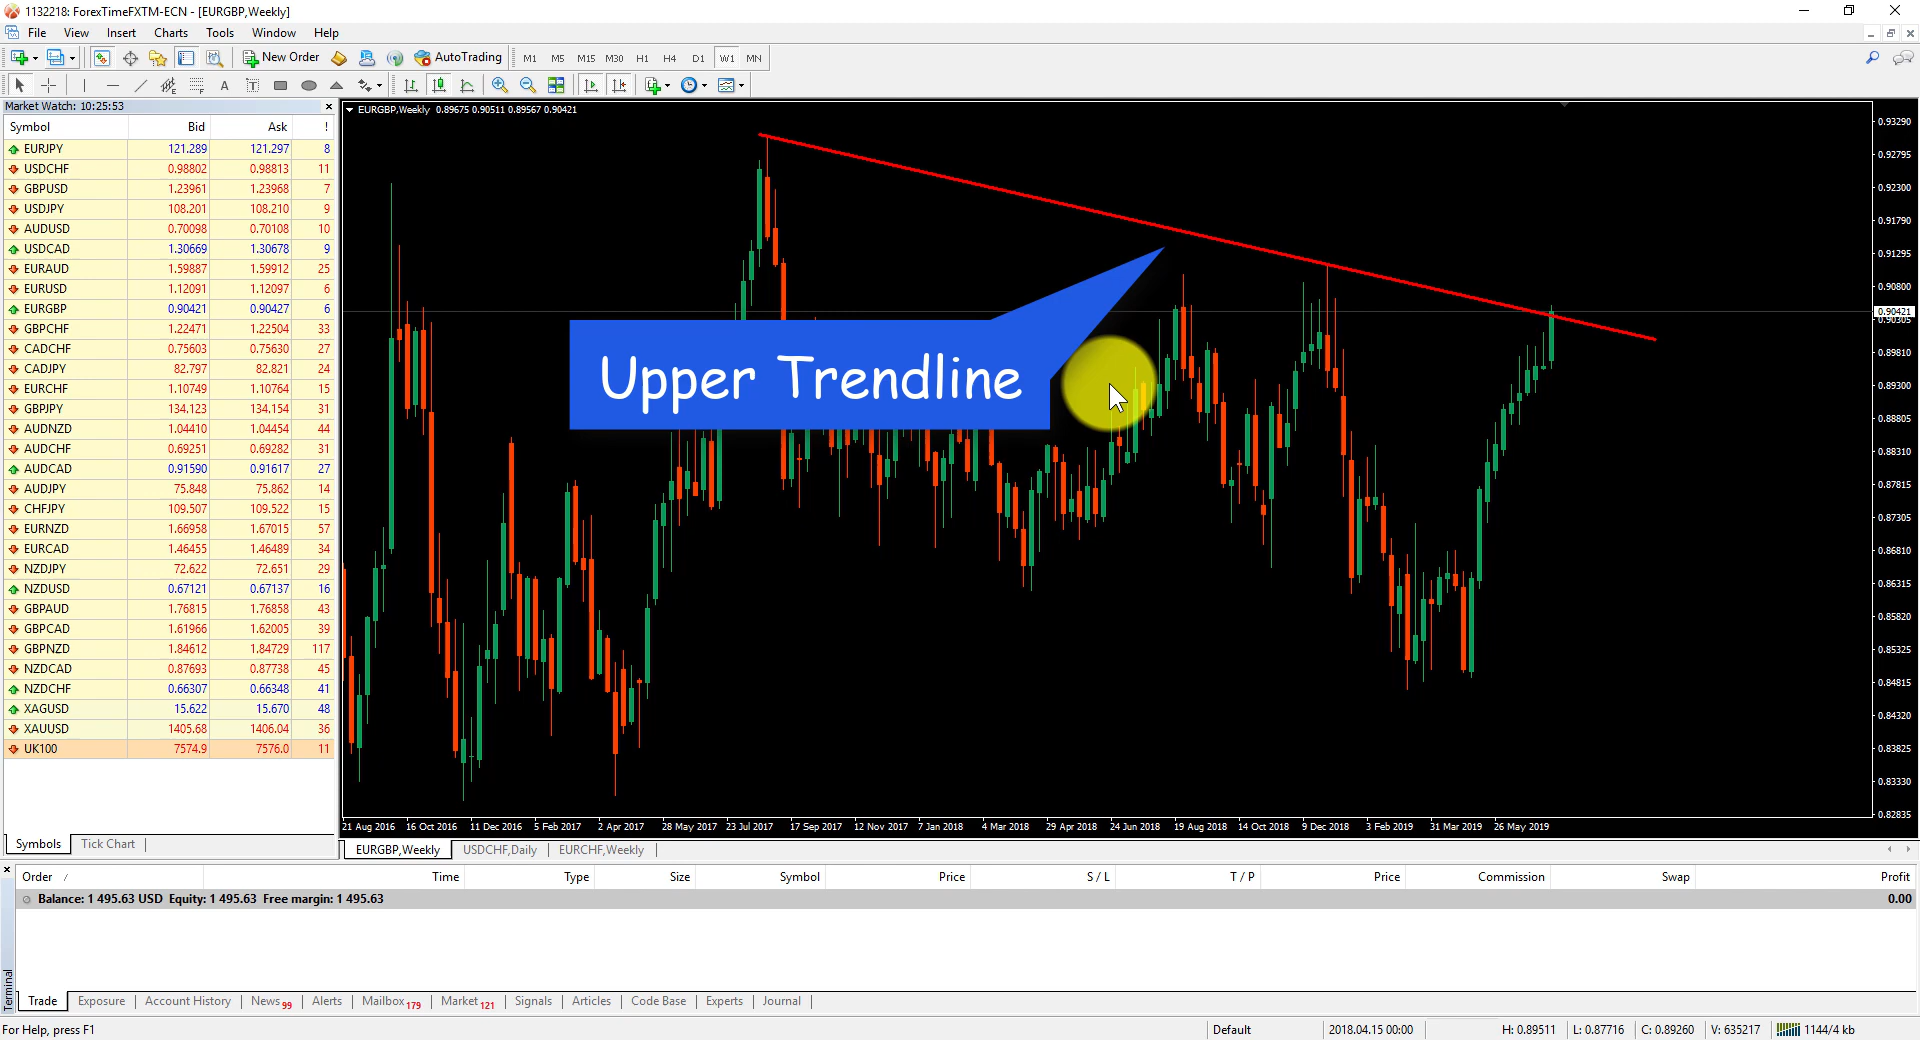 1132218: ForexTimeFXTM-ECN - [EURGBP,Weekly]
File View Insert Charts Tools Window Help
New Order AutoTrading M1 M5 M15 M30 H1 H4 D1 W1 MN
A T
Market Watch: 10:25:53
Symbol Bid Ask !
EURJPY 121.289 121.297 8
USDCHF 0.98802 0.98813 11
GBPUSD 1.23961 1.23968 7
USDJPY 108.201 108.210 9
AUDUSD 0.70098 0.70108 10
USDCAD 1.30669 1.30678 9
EURAUD 1.59887 1.59912 25
EURUSD 1.12091 1.12097 6
EURGBP 0.90421 0.90427 6
GBPCHF 1.22471 1.22504 33
CADCHF 0.75603 0.75630 27
CADJPY 82.797 82.821 24
EURCHF 1.10749 1.10764 15
GBPJPY 134.123 134.154 31
AUDNZD 1.04410 1.04454 44
AUDCHF 0.69251 0.69282 31
AUDCAD 0.91590 0.91617 27
AUDJPY 75.848 75.862 14
CHFJPY 109.507 109.522 15
EURNZD 1.66958 1.67015 57
EURCAD 1.46455 1.46489 34
NZDJPY 72.622 72.651 29
NZDUSD 0.67121 0.67137 16
GBPAUD 1.76815 1.76858 43
GBPCAD 1.61966 1.62005 39
GBPNZD 1.84612 1.84729 117
NZDCAD 0.87693 0.87738 45
NZDCHF 0.66307 0.66348 41
XAGUSD 15.622 15.670 48
XAUUSD 1405.68 1406.04 36
UK100 7574.9 7576.0 11
Symbols Tick Chart
EURGBP,Weekly 0.89675 0.90511 0.89567 0.90421
Upper Trendline
0.93290
0.92795
0.92300
0.91790
0.91295
0.90800
0.90421
0.90305
0.89810
0.89300
0.88805
0.88310
0.87815
0.87305
0.86810
0.86315
0.85820
0.85325
0.84815
0.84320
0.83825
0.83330
0.82835
21 Aug 2016 16 Oct 2016 11 Dec 2016 5 Feb 2017 2 Apr 2017 28 May 2017 23 Jul 2017 17 Sep 2017 12 Nov 2017 7 Jan 2018 4 Mar 2018 29 Apr 2018 24 Jun 2018 19 Aug 2018 14 Oct 2018 9 Dec 2018 3 Feb 2019 31 Mar 2019 26 May 2019
EURGBP,Weekly USDCHF,Daily EURCHF,Weekly
Order / Time Type Size Symbol Price S / L T / P Price Commission Swap Profit
Balance: 1 495.63 USD Equity: 1 495.63 Free margin: 1 495.63 0.00
Terminal
Trade Exposure Account History News 99 Alerts Mailbox 179 Market 121 Signals Articles Code Base Experts Journal
For Help, press F1 Default 2018.04.15 00:00 H: 0.89511 L: 0.87716 C: 0.89260 V: 635217 1144/4 kb